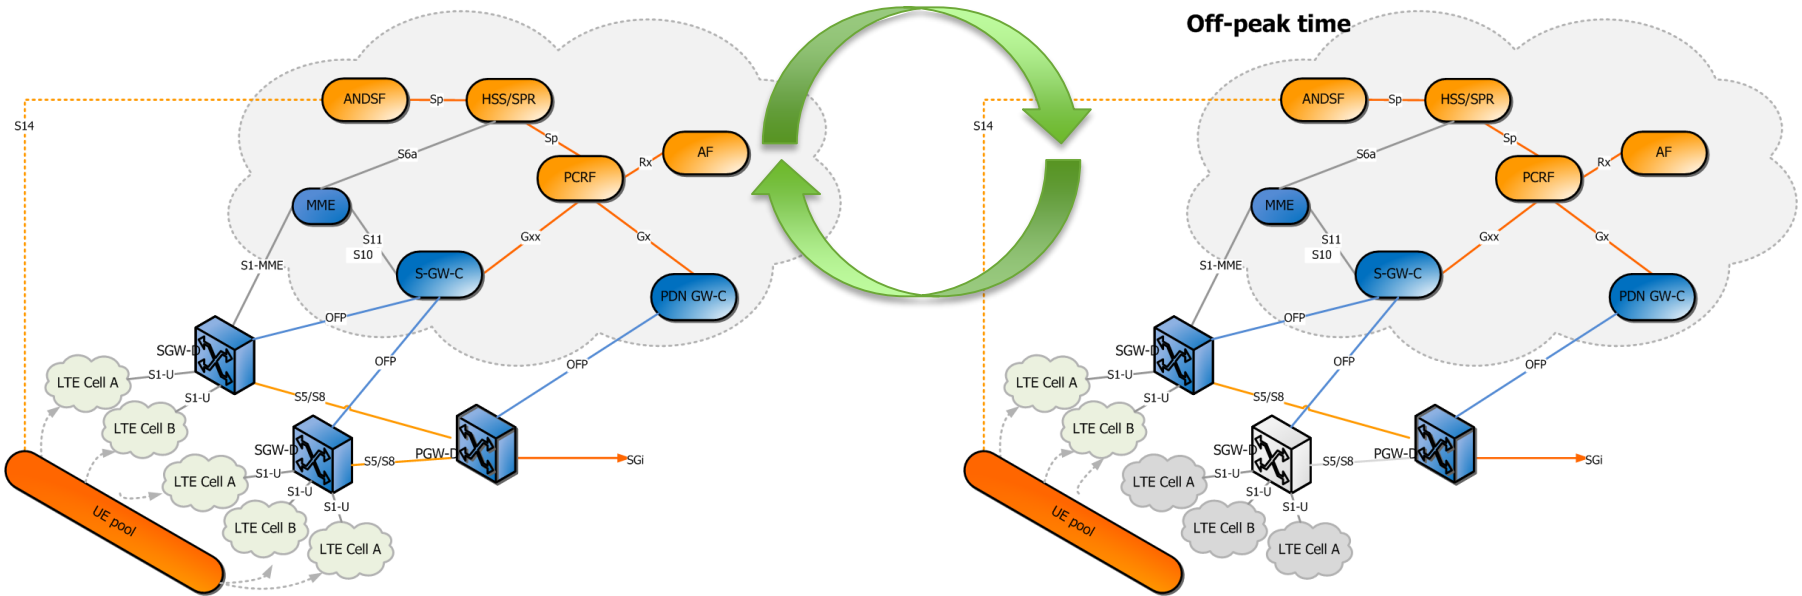 Off-peak time
ANDSF
Sp
HSS/SPR
S14
S6a
Sp
Rx
AF
PCRF
MME
S11
S10
Gxx
Gx
S1-MME
S-GW-C
PDN GW-C
OFP
SGW-D
OFP
OFP
LTE Cell A
S1-U
S1-U
S5/S8
LTE Cell B
SGW-D
PGW-D
S5/S8
SGi
LTE Cell A
S1-U
S1-U
S1-U
UE pool
LTE Cell B
LTE Cell A
ANDSF
Sp
HSS/SPR
S14
S6a
Sp
Rx
AF
PCRF
MME
S11
S10
Gxx
Gx
S1-MME
S-GW-C
PDN GW-C
OFP
SGW-D
OFP
OFP
LTE Cell A
S1-U
S1-U
S5/S8
LTE Cell B
SGW-D
PGW-D
S5/S8
SGi
LTE Cell A
S1-U
S1-U
S1-U
UE pool
LTE Cell B
LTE Cell A